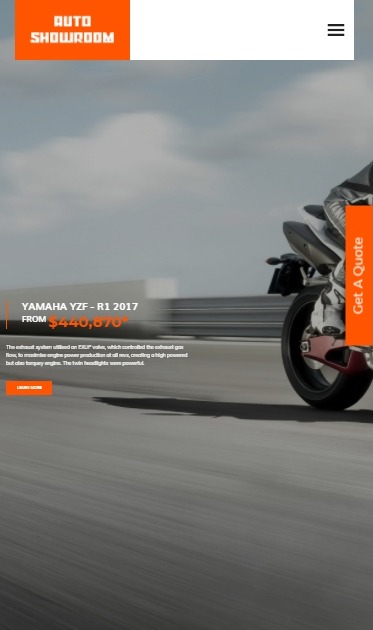 AUTO
SHOWROOM
Get A Quote
YAMAHA YZF - R1 2017
FROM $440,870*
The exhaust system utilised an EXUP valve, which controlled the exhaust gas
flow, to maximise engine power production at all revs, creating a high powered
but also torquey engine. The twin headlights were powerful.
LEARN MORE